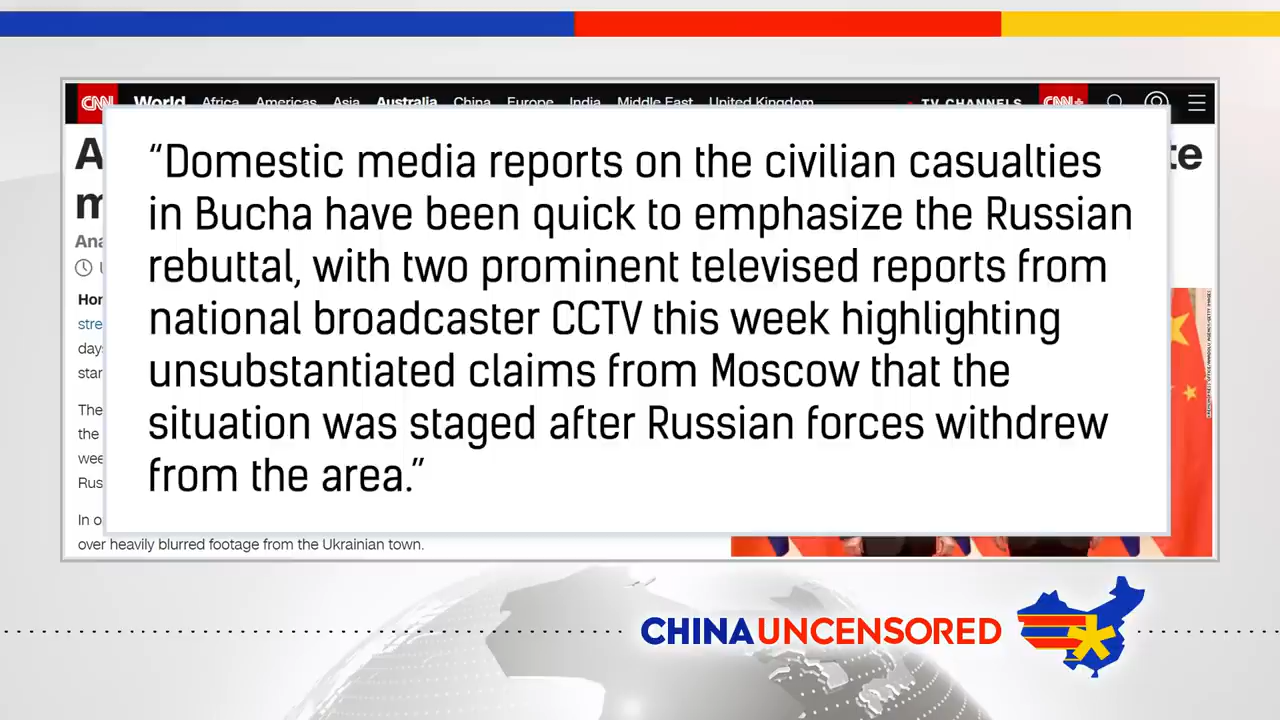 CNN World Africa Americas Asia Australia China Europe India Middle East United Kingdom TV CHANNELS CNN+
“Domestic media reports on the civilian casualties
in Bucha have been quick to emphasize the Russian
rebuttal, with two prominent televised reports from
national broadcaster CCTV this week highlighting
unsubstantiated claims from Moscow that the
situation was staged after Russian forces withdrew
from the area.”
The
the
In o
over heavily blurred footage from the Ukrainian town.
CHINA UNCENSORED